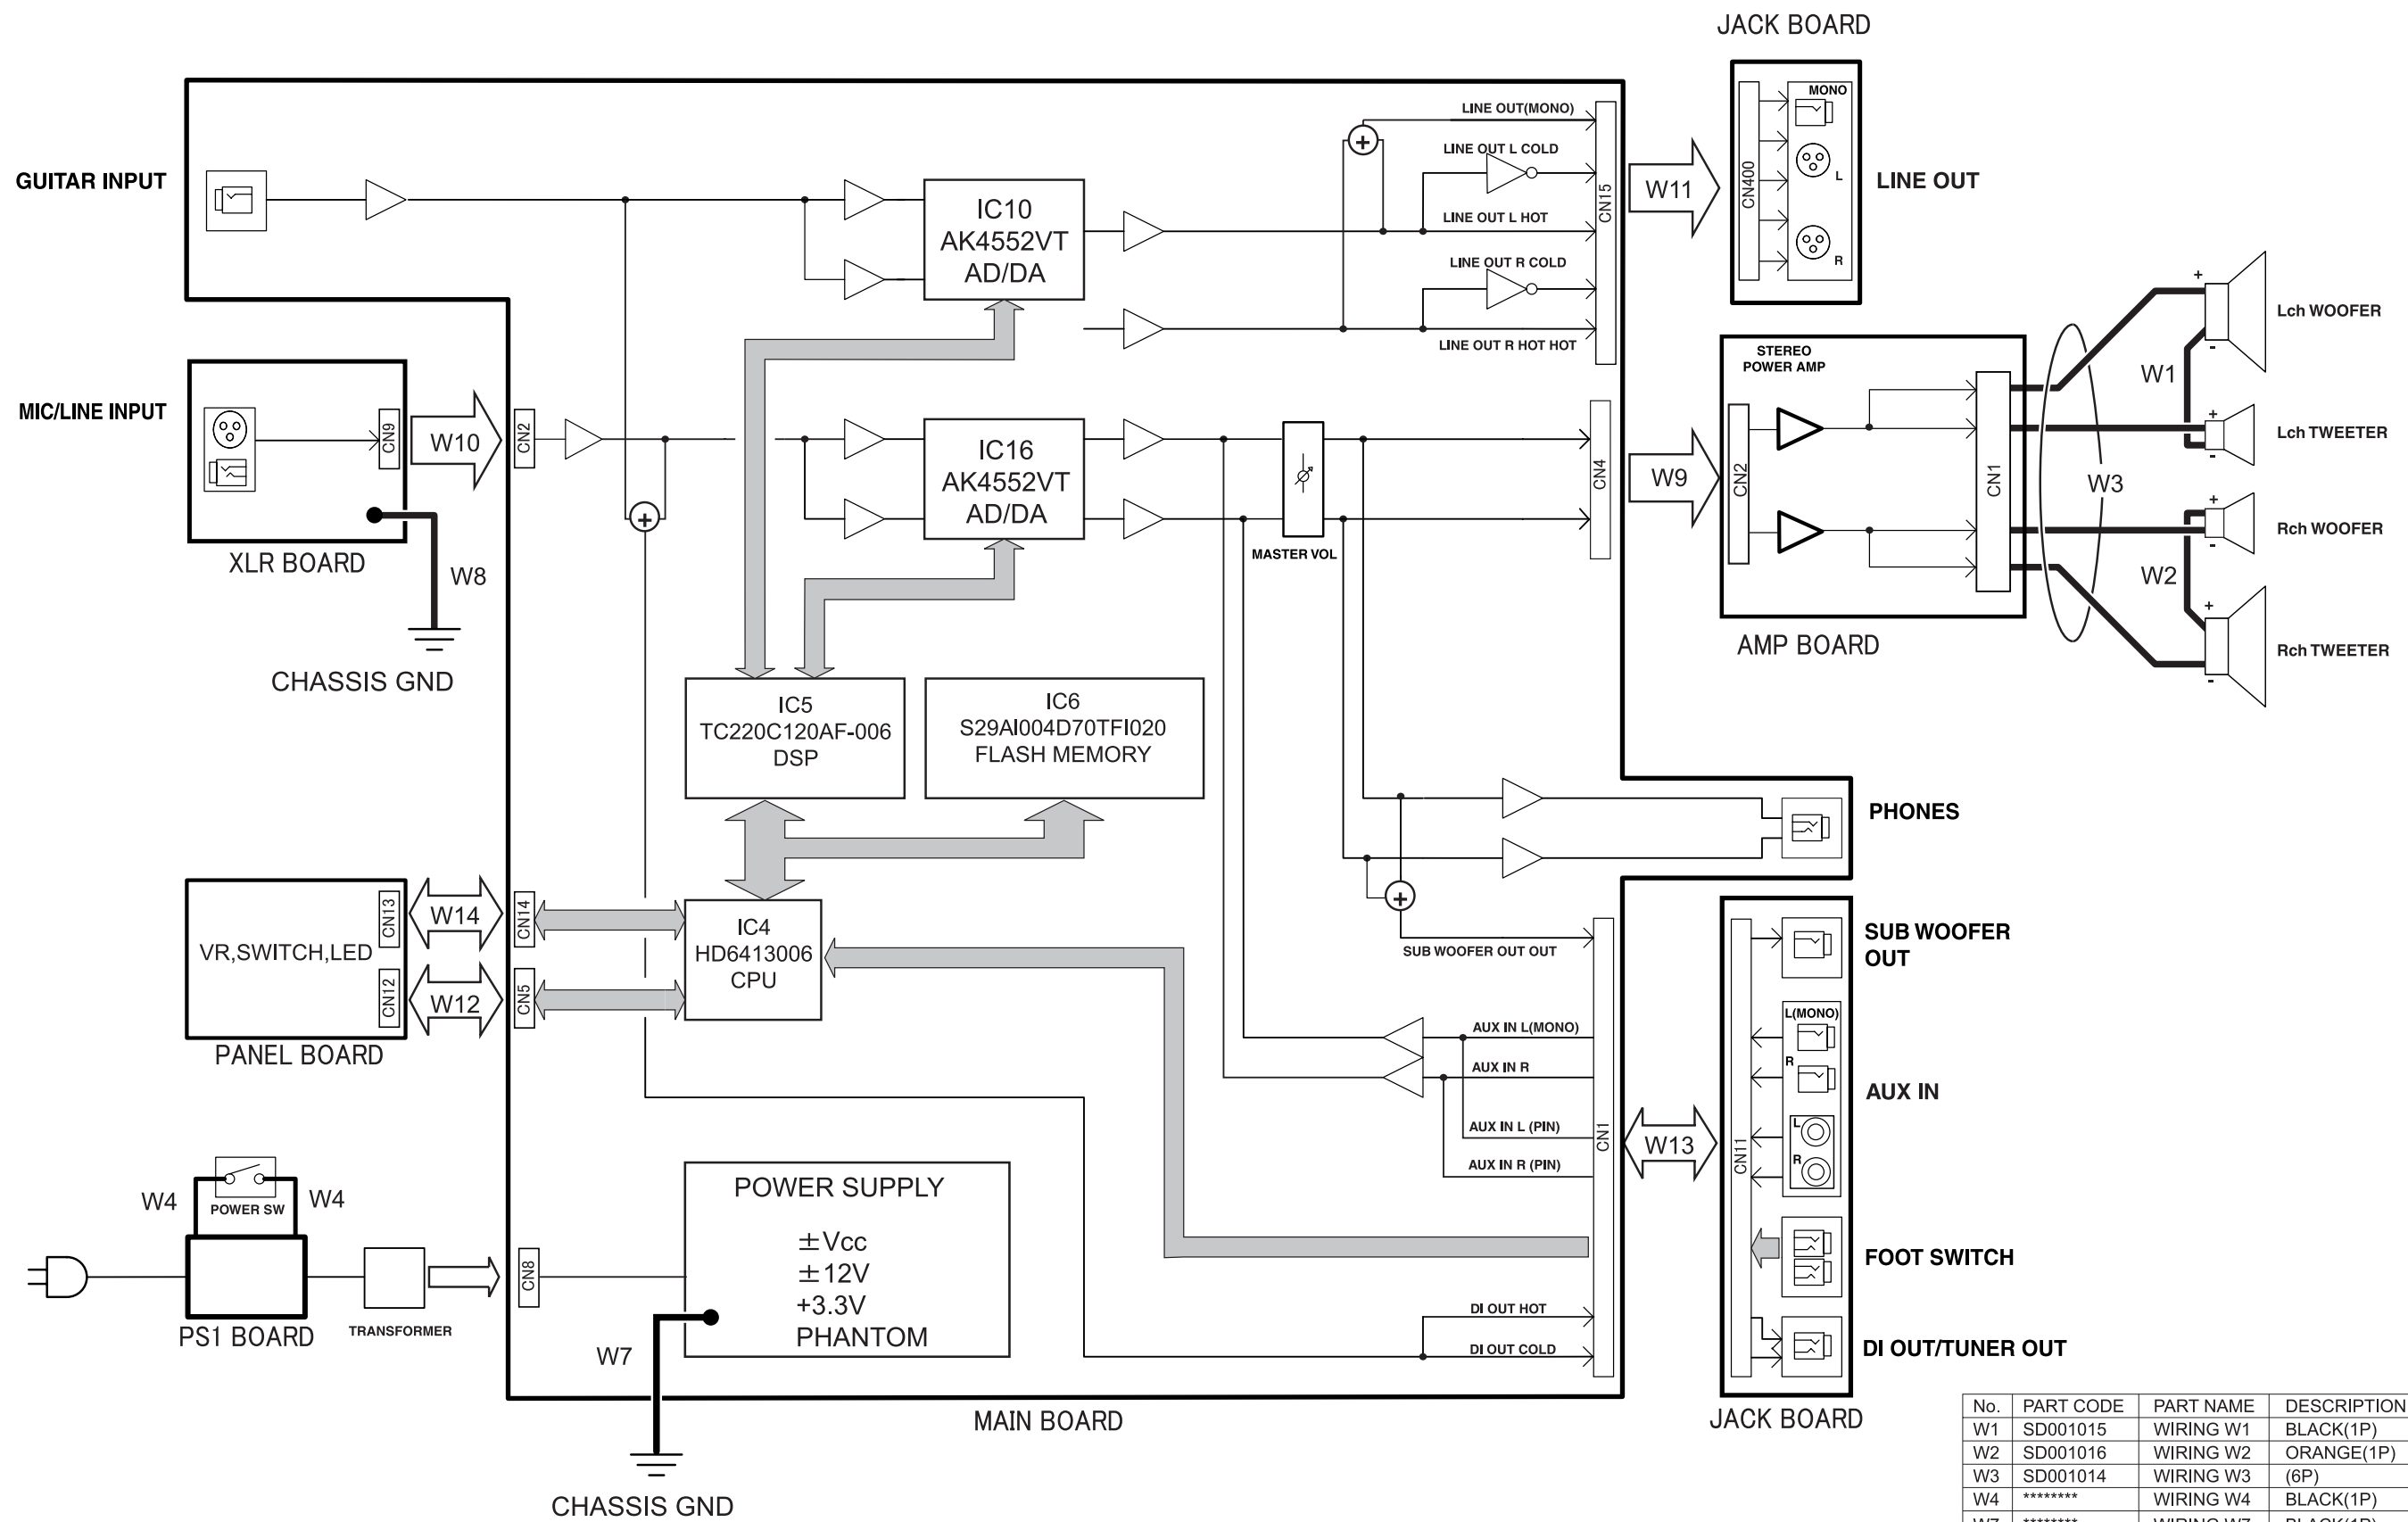 JACK BOARD
GUITAR INPUT
IC10
AK4552VT
AD/DA
LINE OUT(MONO)
LINE OUT L COLD
LINE OUT L HOT
LINE OUT R COLD
LINE OUT R HOT HOT
CN15
W11
CN400
MONO
L
R
LINE OUT
MIC/LINE INPUT
CN9
W10
CN2
XLR BOARD
W8
CHASSIS GND
IC16
AK4552VT
AD/DA
MASTER VOL
CN4
W9
STEREO
POWER AMP
CN2
CN1
AMP BOARD
W3
+
-
Lch WOOFER
W1
+
-
Lch TWEETER
+
-
Rch WOOFER
W2
+
-
Rch TWEETER
IC5
TC220C120AF-006
DSP
IC6
S29AI004D70TFI020
FLASH MEMORY
PHONES
VR,SWITCH,LED
CN13
CN12
W14
W12
CN14
CN5
PANEL BOARD
IC4
HD6413006
CPU
SUB WOOFER OUT OUT
AUX IN L(MONO)
AUX IN R
AUX IN L (PIN)
AUX IN R (PIN)
DI OUT HOT
DI OUT COLD
CN1
W13
CN11
SUB WOOFER
OUT
L(MONO)
R
L
R
AUX IN
FOOT SWITCH
DI OUT/TUNER OUT
JACK BOARD
W4
POWER SW
W4
PS1 BOARD
TRANSFORMER
CN8
POWER SUPPLY
±Vcc
±12V
+3.3V
PHANTOM
W7
CHASSIS GND
MAIN BOARD
No. PART CODE PART NAME DESCRIPTION
W1 SD001015 WIRING W1 BLACK(1P)
W2 SD001016 WIRING W2 ORANGE(1P)
W3 SD001014 WIRING W3 (6P)
W4 ******** WIRING W4 BLACK(1P)
W7 ******** WIRING W7 BLACK(1P)